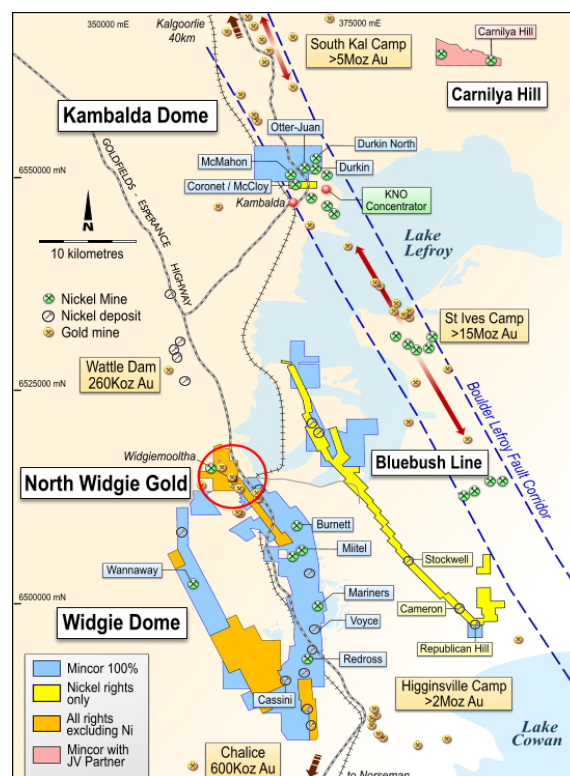 350000 mE
Kalgoorlie
40km
375000 mE
South Kal Camp
>5Moz Au
Carnilya Hill
Carnilya Hill
Kambalda Dome
Otter-Juan
Durkin North
McMahon
Durkin
6550000 mN
Coronet / McCloy
Kambalda
KNO
Concentrator
GOLDFIELDS - ESPERANCE HIGHWAY
N
10 kilometres
Lake
Lefroy
Nickel Mine
Nickel deposit
Gold mine
St Ives Camp
>15Moz Au
Wattle Dam
260Koz Au
6525000 mN
Boulder Lefroy Fault Corridor
Widgiemooltha
Bluebush Line
North Widgie Gold
Burnett
Miitel
Stockwell
Wannaway
Mariners
6500000 mN
Cameron
Widgie Dome
Voyce
Republican Hill
Redross
Mincor 100%
Nickel rights
only
All rights
excluding Ni
Mincor with
JV Partner
Cassini
Higginsville Camp
>2Moz Au
Lake
Cowan
Chalice
600Koz Au
to Norseman